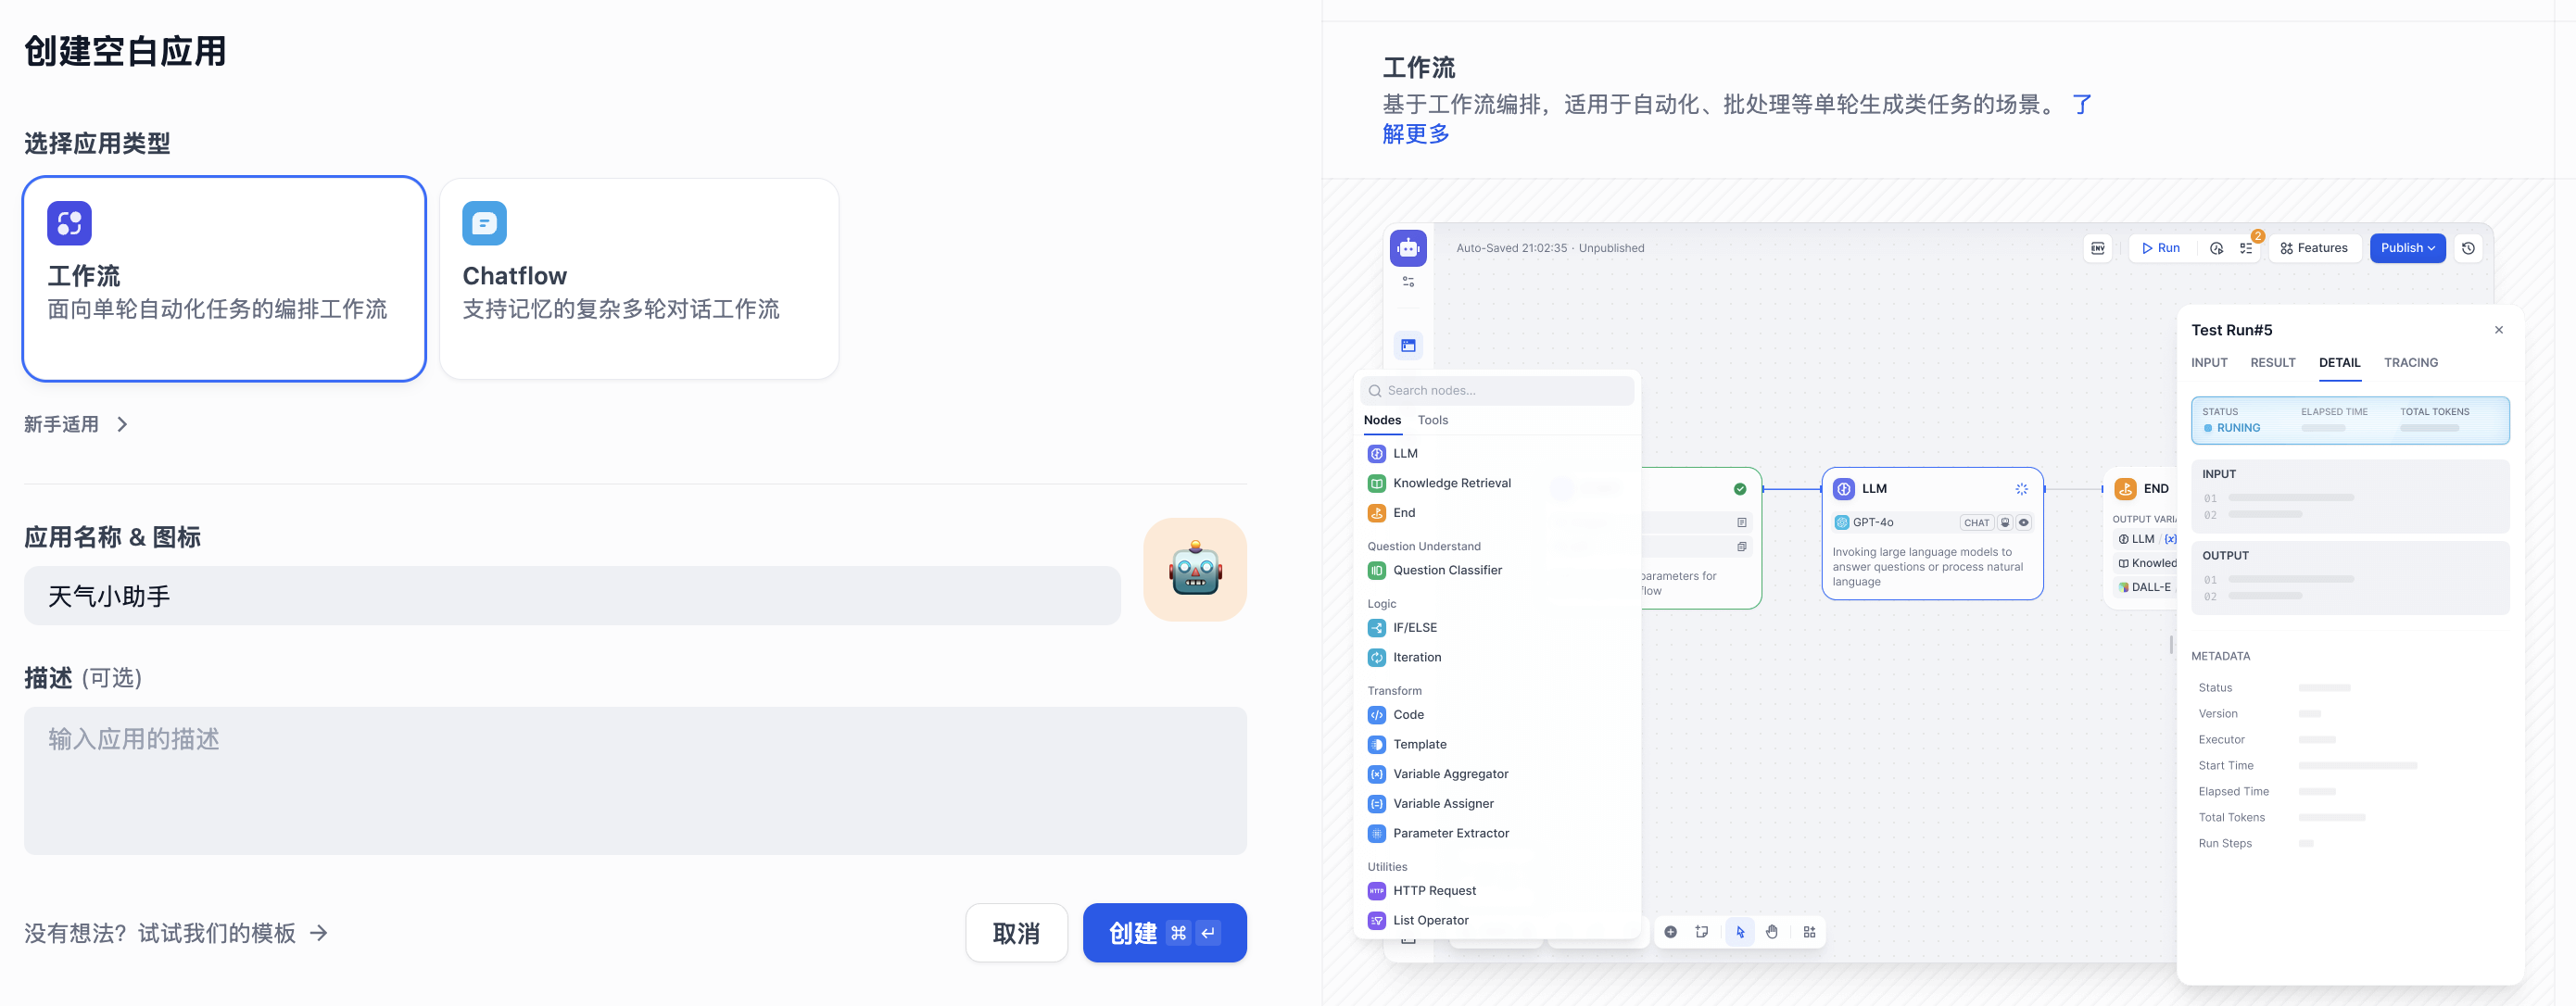 创建空白应用
选择应用类型
工作流
面向单轮自动化任务的编排工作流
Chatflow
支持记忆的复杂多轮对话工作流
新手适用
应用名称 & 图标
天气小助手
描述 (可选)
输入应用的描述
没有想法？试试我们的模板
取消
创建
工作流
基于工作流编排，适用于自动化、批处理等单轮生成类任务的场景。 了
解更多
Auto-Saved 21:02:35 · Unpublished
ENV
Run
2
Features
Publish
Search nodes...
Nodes
Tools
LLM
Knowledge Retrieval
End
Question Understand
Question Classifier
Logic
IF/ELSE
Iteration
Transform
Code
Template
Variable Aggregator
Variable Assigner
Parameter Extractor
Utilities
HTTP Request
List Operator
parameters for
flow
LLM
GPT-4o
CHAT
Invoking large language models to
answer questions or process natural
language
END
OUTPUT VARIA
LLM / {x}
Knowled
DALL-E
Test Run#5
INPUT
RESULT
DETAIL
TRACING
STATUS
ELAPSED TIME
TOTAL TOKENS
RUNING
INPUT
01
02
OUTPUT
01
02
METADATA
Status
Version
Executor
Start Time
Elapsed Time
Total Tokens
Run Steps